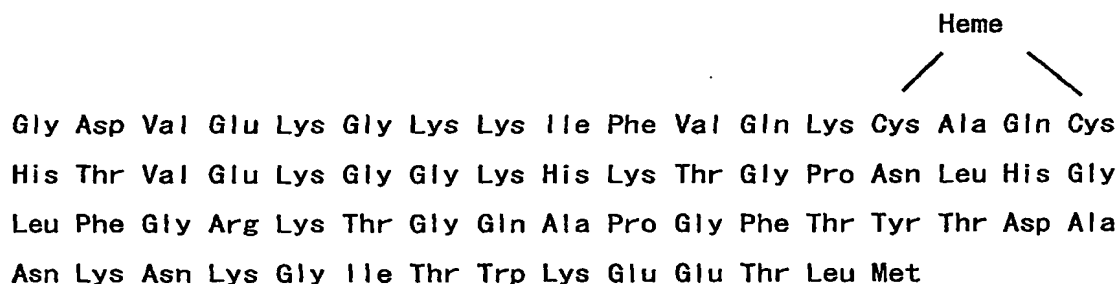 Heme
Gly Asp Val Glu Lys Gly Lys Lys Ile Phe Val Gln Lys Cys Ala Gln Cys
His Thr Val Glu Lys Gly Gly Lys His Lys Thr Gly Pro Asn Leu His Gly
Leu Phe Gly Arg Lys Thr Gly Gln Ala Pro Gly Phe Thr Tyr Thr Asp Ala
Asn Lys Asn Lys Gly Ile Thr Trp Lys Glu Glu Thr Leu Met